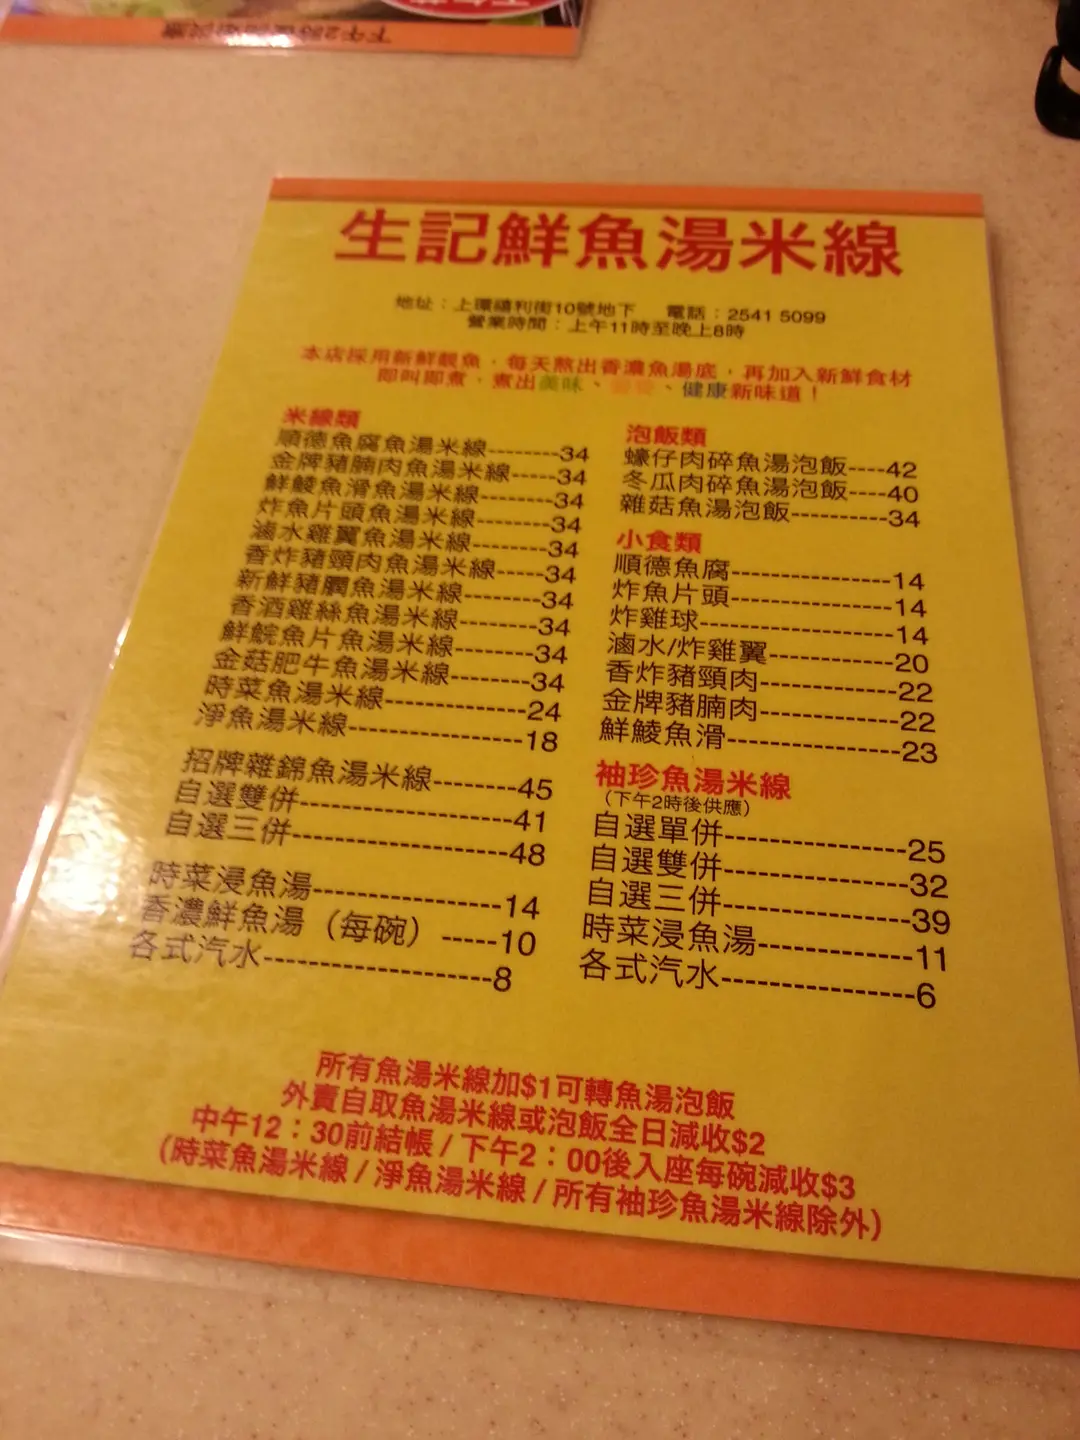 下午2時後供應
生記鮮魚湯米線
地址：上環禧利街10號地下　電話：2541 5099
營業時間：上午11時至晚上8時
本店採用新鮮靚魚，每天熬出香濃魚湯底，再加入新鮮食材
即叫即煮，煮出美味、營養、健康新味道！
米線類
順德魚腐魚湯米線--------34
金牌豬腩肉魚湯米線-----34
鮮鯪魚滑魚湯米線--------34
炸魚片頭魚湯米線--------34
滷水雞翼魚湯米線--------34
香炸豬頸肉魚湯米線-----34
新鮮豬膶魚湯米線--------34
香酒雞絲魚湯米線--------34
鮮鯇魚片魚湯米線--------34
金菇肥牛魚湯米線--------34
時菜魚湯米線--------------24
淨魚湯米線-----------------18
招牌雜錦魚湯米線--------45
自選雙併--------------------41
自選三併--------------------48
時菜浸魚湯-----------------14
香濃鮮魚湯（每碗）-----10
各式汽水--------------------8
泡飯類
蠔仔肉碎魚湯泡飯----42
冬瓜肉碎魚湯泡飯----40
雜菇魚湯泡飯----------34
小食類
順德魚腐----------------14
炸魚片頭----------------14
炸雞球-------------------14
滷水/炸雞翼------------20
香炸豬頸肉-------------22
金牌豬腩肉-------------22
鮮鯪魚滑----------------23
袖珍魚湯米線
（下午2時後供應）
自選單併----------------25
自選雙併----------------32
自選三併----------------39
時菜浸魚湯-------------11
各式汽水----------------6
所有魚湯米線加$1可轉魚湯泡飯
外賣自取魚湯米線或泡飯全日減收$2
中午12：30前結帳 / 下午2：00後入座每碗減收$3
(時菜魚湯米線 / 淨魚湯米線 / 所有袖珍魚湯米線除外)